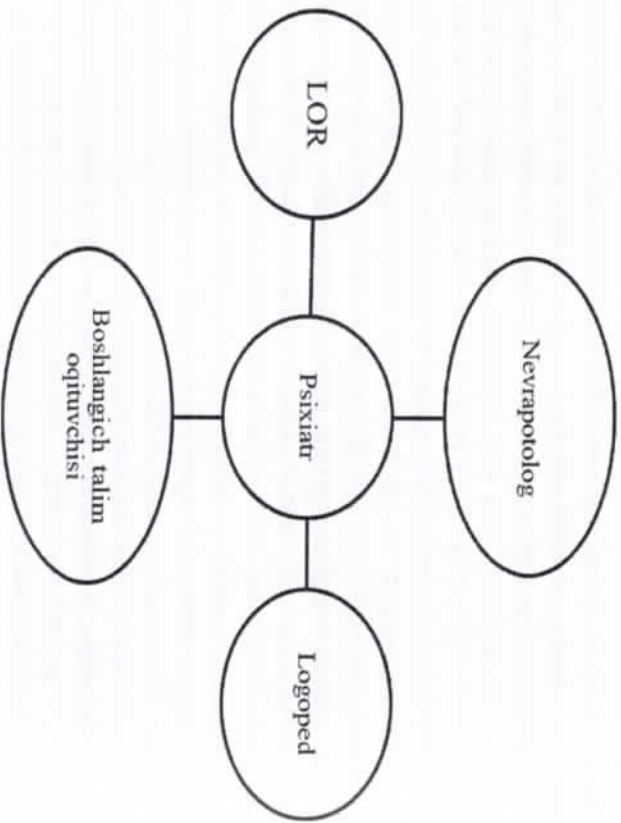 Nevrapotolog
LOR
Psixiatr
Logoped
Boshlangich talim
oqituvchisi